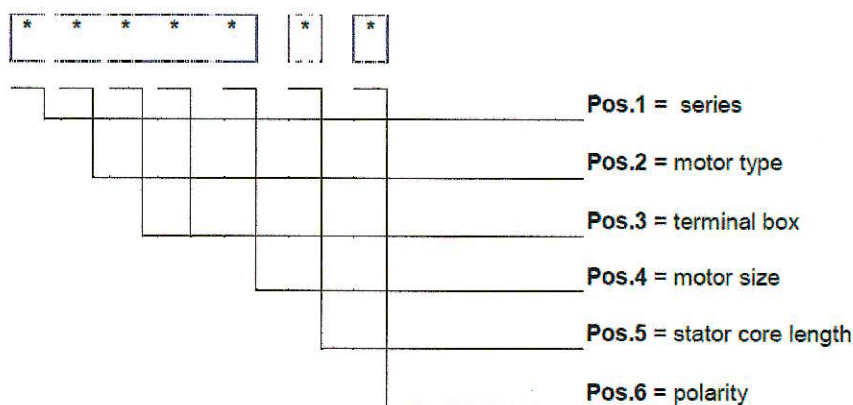 * * * * * * *
Pos.1 = series
Pos.2 = motor type
Pos.3 = terminal box
Pos.4 = motor size
Pos.5 = stator core length
Pos.6 = polarity